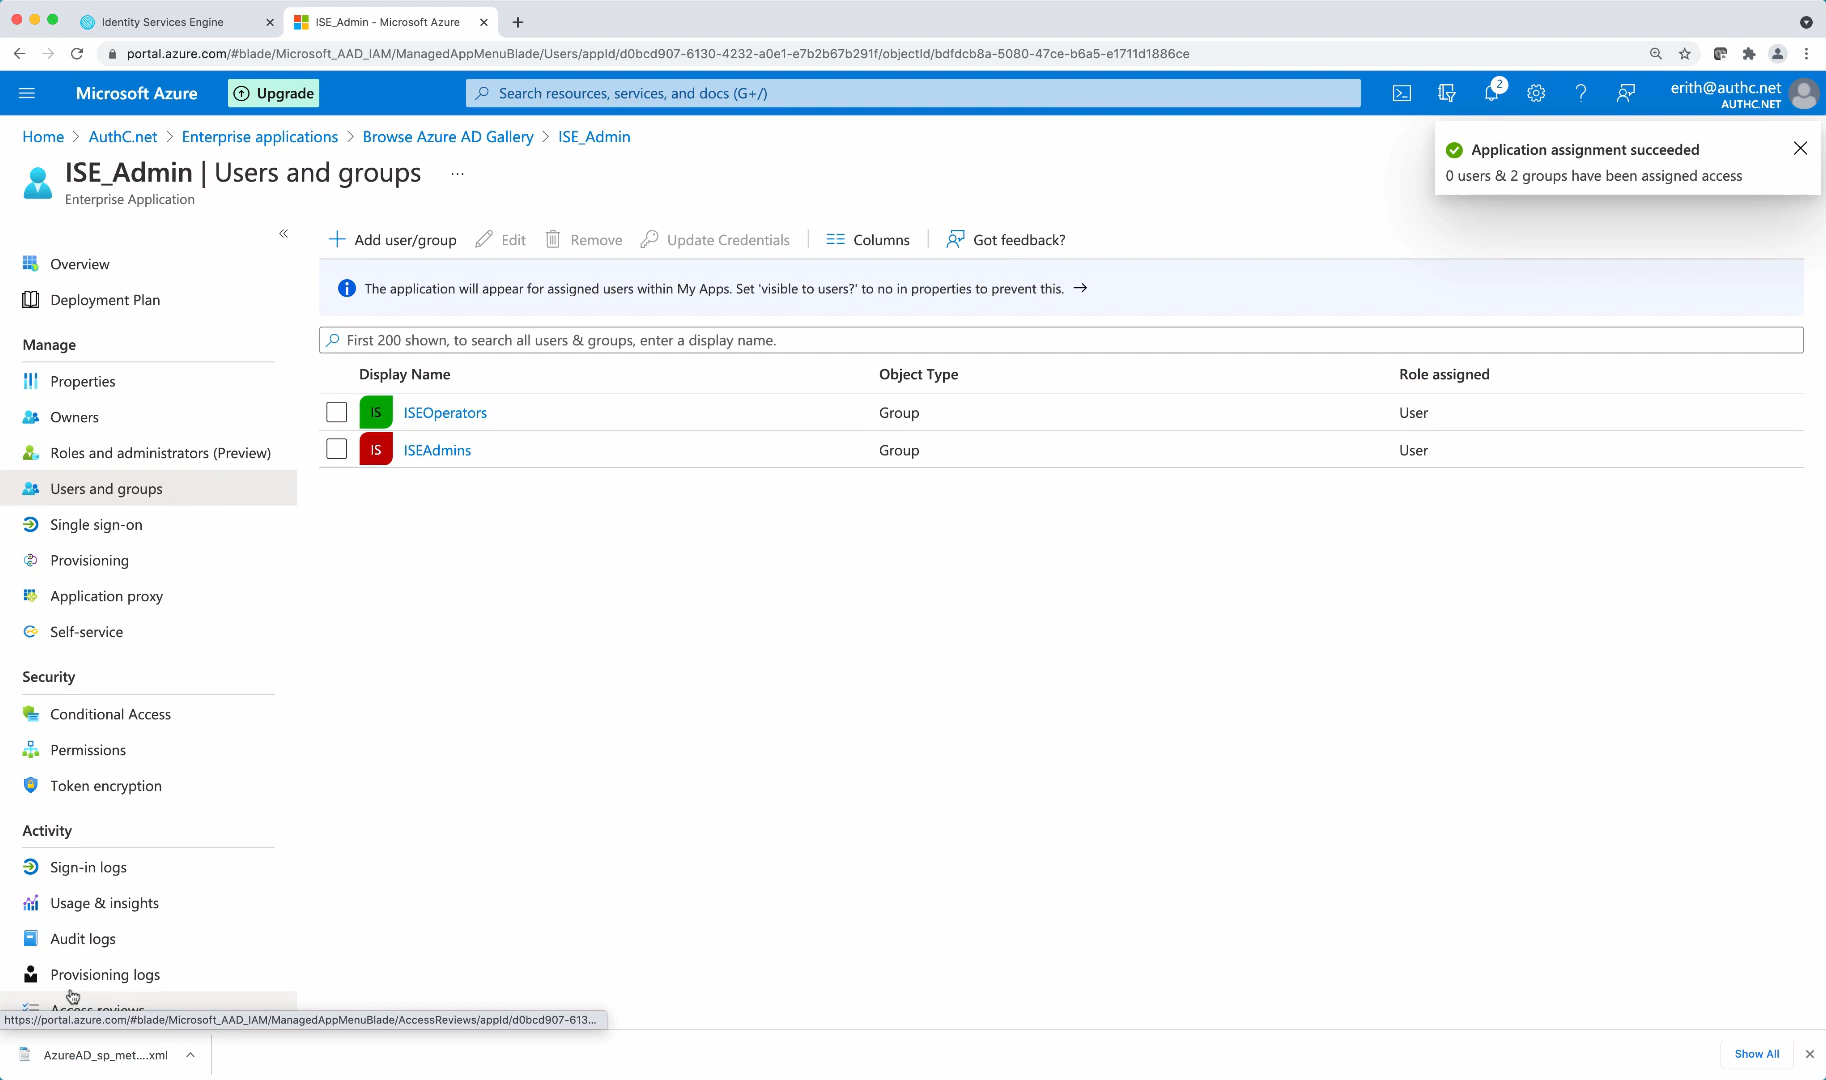 Identity Services Engine
ISE_Admin - Microsoft Azure
portal.azure.com/#blade/Microsoft_AAD_IAM/ManagedAppMenuBlade/Users/appId/d0bcd907-6130-4232-a0e1-e7b2b67b291f/objectId/bdfdcb8a-5080-47ce-b6a5-e1711d1886ce
Microsoft Azure
Upgrade
Search resources, services, and docs (G+/)
2
erith@authc.net
AUTHC.NET
Home > AuthC.net > Enterprise applications > Browse Azure AD Gallery > ISE_Admin
ISE_Admin | Users and groups ...
Enterprise Application
Application assignment succeeded
0 users & 2 groups have been assigned access
«
Add user/group
Edit
Remove
Update Credentials
Columns
Got feedback?
The application will appear for assigned users within My Apps. Set 'visible to users?' to no in properties to prevent this. →
First 200 shown, to search all users & groups, enter a display name.
Display Name Object Type Role assigned
IS ISEOperators Group User
IS ISEAdmins Group User
Overview
Deployment Plan
Manage
Properties
Owners
Roles and administrators (Preview)
Users and groups
Single sign-on
Provisioning
Application proxy
Self-service
Security
Conditional Access
Permissions
Token encryption
Activity
Sign-in logs
Usage & insights
Audit logs
Provisioning logs
Access reviews
https://portal.azure.com/#blade/Microsoft_AAD_IAM/ManagedAppMenuBlade/AccessReviews/appId/d0bcd907-613...
AzureAD_sp_met....xml
Show All